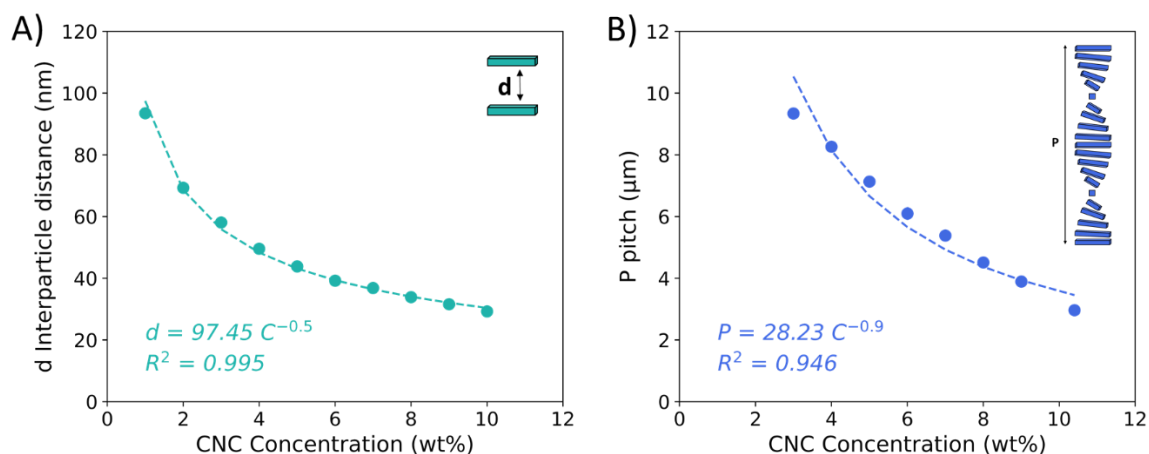 A)
d Interparticle distance (nm)
120
100
80
60
40
20
0
d
d = 97.45 C^−0.5
R² = 0.995
0 2 4 6 8 10 12
CNC Concentration (wt%)
B)
P pitch (μm)
12
10
8
6
4
2
0
P
P = 28.23 C^−0.9
R² = 0.946
0 2 4 6 8 10 12
CNC Concentration (wt%)